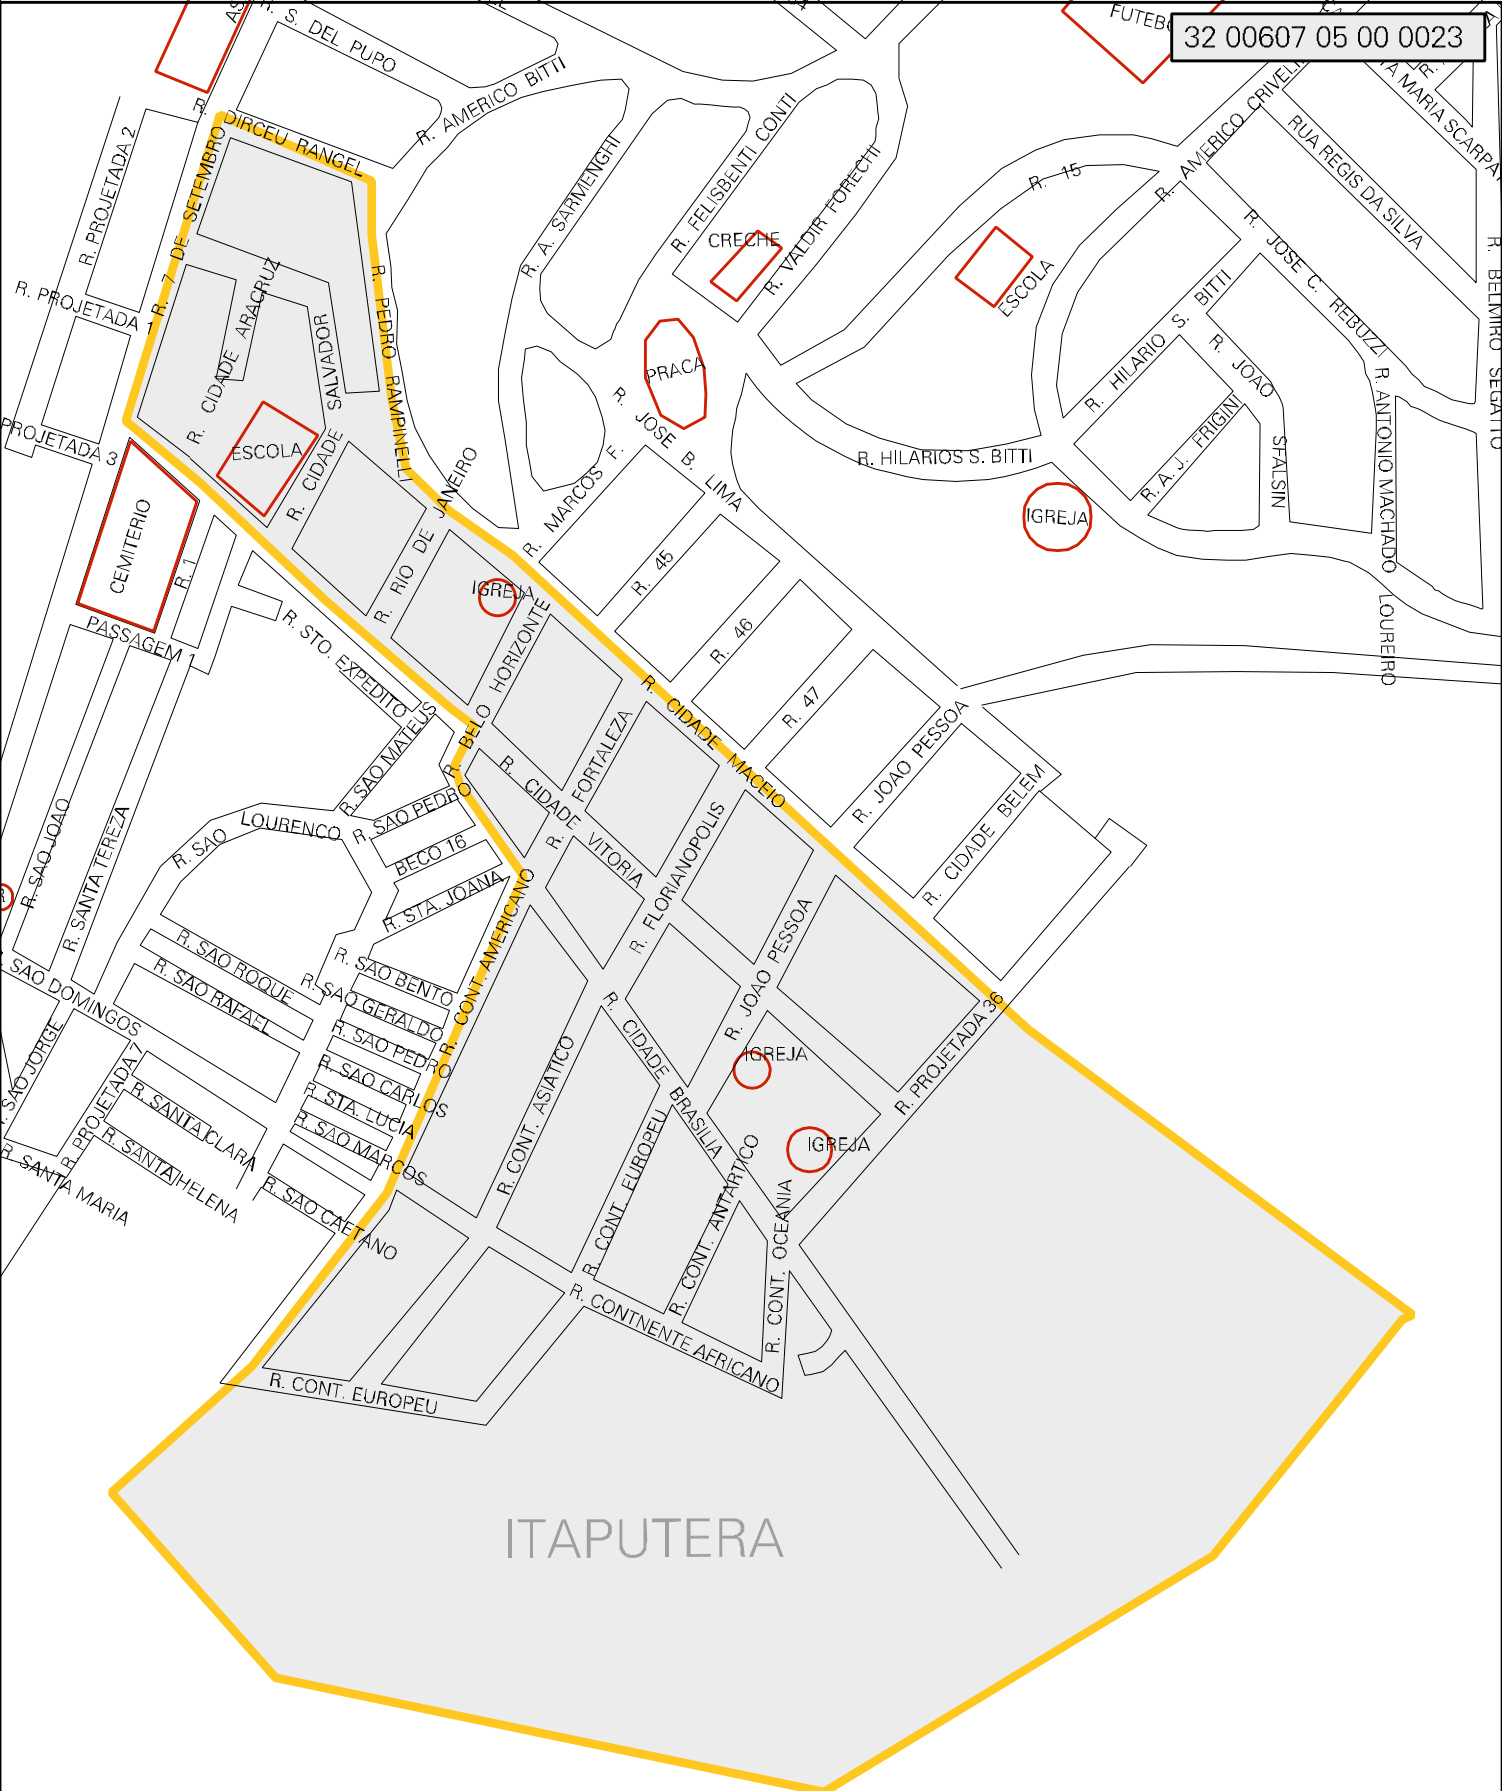 32 00607 05 00 0023
R. S. DEL PUPO
R. AMERICO BITTI
R. DIRCEU RANGEL
R. PROJETADA 2
R. 7 DE SETEMBRO
R. PROJETADA 1
R. CIDADE ARACRUZ
SALVADOR
R. CIDADE
R. PEDRO RAMPINELLI
R. A. SARMENGHI
R. FELISBENTI CONTI
CRECHE
R. VALDIR FORECHI
R. 15
ESCOLA
R. AMERICO CRIVELI
RUA REGIS DA SILVA
R. JOSE C. REBUZZI
R. BELMIRO SEGATTO
R. HILARIO S. BITTI
R. JOAO
SFALSIN
R. A.J. FRIGINI
R. ANTONIO MACHADO
LOUREIRO
PRACA
R. JOSE B. LIMA
R. HILARIOS S. BITTI
IGREJA
PROJETADA 3
ESCOLA
CEMITERIO
R. 1
PASSAGEM 1
R. RIO DE JANEIRO
R. MARCOS F.
R. 45
R. 46
R. 47
IGREJA
R. BELO HORIZONTE
R. STO. EXPEDITO
R. SAO MATEUS
R. CIDADE MACEIO
R. FORTALEZA
R. CIDADE VITORIA
R. JOAO PESSOA
R. CIDADE BELEM
R. SAO PEDRO
BECO 16
R. STA. JOANA
R. SAO LOURENCO
R. SAO JOAO
R. SANTA TEREZA
R. FLORIANOPOLIS
R. JOAO PESSOA
R. CONT. AMERICANO
R. SAO ROQUE
R. SAO RAFAEL
R. SAO BENTO
R. SAO GERALDO
R. SAO PEDRO
R. SAO CARLOS
R. STA. LUCIA
R. SAO MARCOS
R. SAO CAETANO
SAO DOMINGOS
SAO JORGE
R. PROJETADA 7
R. SANTA CLARA
R. SANTA HELENA
R. SANTA MARIA
R. CIDADE BRASILIA
R. PROJETADA 36
IGREJA
IGREJA
R. CONT. ASIATICO
R. CONT. EUROPEU
R. CONT. ANTARTICO
R. CONT. OCEANIA
R. CONTNENTE AFRICANO
R. CONT. EUROPEU
ITAPUTERA